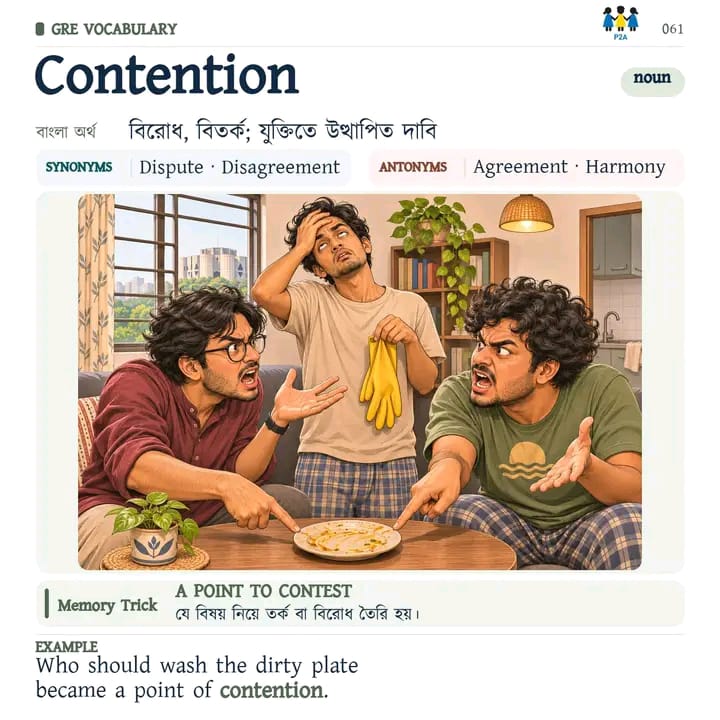 GRE VOCABULARY
P2A
061
Contention
noun
বাংলা অর্থ
বিরোধ, বিতর্ক; যুক্তিতে উত্থাপিত দাবি
SYNONYMS
Dispute · Disagreement
ANTONYMS
Agreement · Harmony
Memory Trick
A POINT TO CONTEST
যে বিষয় নিয়ে তর্ক বা বিরোধ তৈরি হয়।
EXAMPLE
Who should wash the dirty plate
became a point of contention.